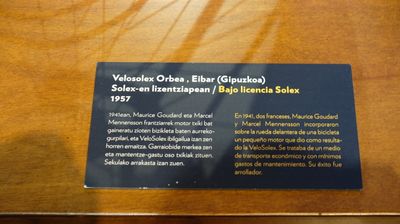 Velosolex Orbea , Eibar (Gipuzkoa)
Solex-en lizentziapean / Bajo licencia Solex
1957
1941ean, Maurice Goudard eta Marcel
Mennensson frantziarrek motor txiki bat
gaineratu zioten bizikleta baten aurreko-
gurpilari, eta VeloSolex ibilgailua izan zen
horren emaitza. Garraiobide merkea zen
eta mantentze-gastu oso txikiak zituen.
Sekulako arrakasta izan zuen.
En 1941, dos franceses, Maurice Goudard
y Marcel Mennensson incorporaron
sobre la rueda delantera de una bicicleta
un pequeño motor que dio como resulta-
do la VeloSolex. Se trataba de un medio
de transporte económico y con mínimos
gastos de mantenimiento. Su éxito fue
arrollador.